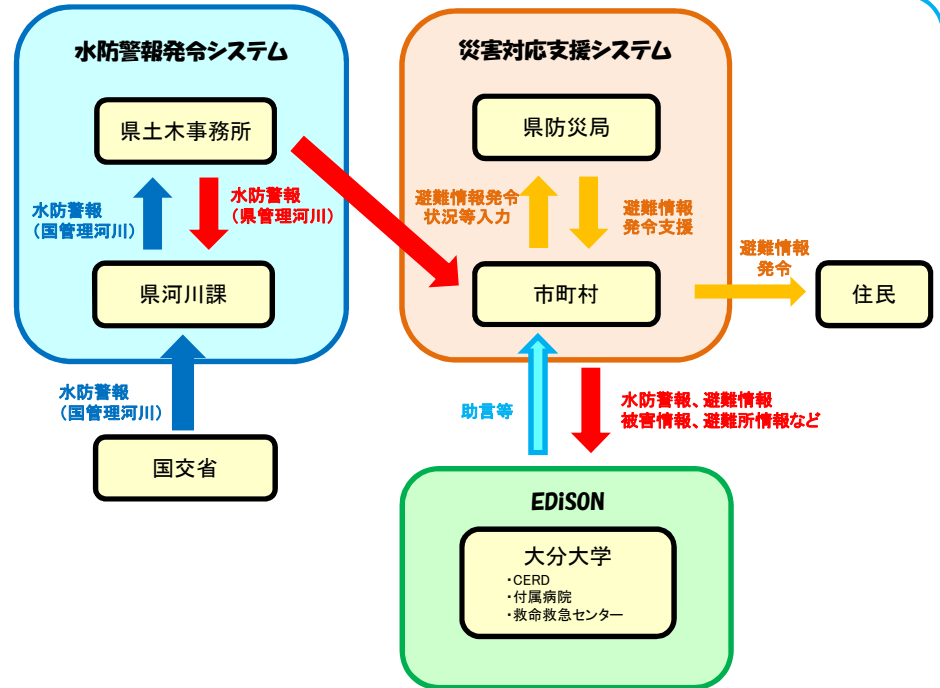 水防警報発令システム
県土木事務所
水防警報
（国管理河川）
水防警報
（県管理河川）
県河川課
水防警報
（国管理河川）
国交省
災害対応支援システム
県防災局
避難情報発令
状況等入力
避難情報
発令支援
市町村
避難情報
発令
住民
助言等
水防警報、避難情報
被害情報、避難所情報など
EDiSON
大分大学
・CERD
・付属病院
・救命救急センター